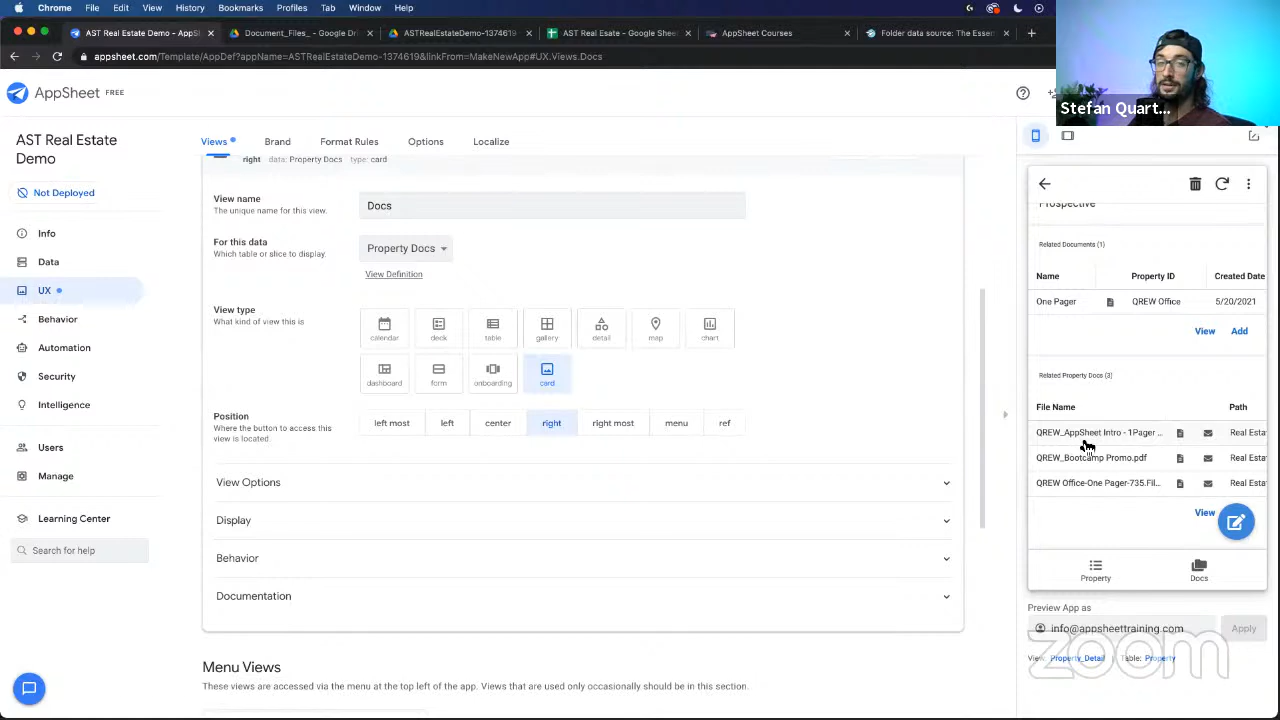 Chrome File Edit View History Bookmarks Profiles Tab Window Help
AST Real Estate Demo - AppSh
Document_Files_ - Google Dri
ASTRealEstateDemo-1374619
AST Real Esate - Google Shee
AppSheet Courses
Folder data source: The Essen
appsheet.com/Template/AppDef?appName=ASTRealEstateDemo-1374619&linkFrom=MakeNewApp#UX.Views.Docs
Stefan Quart...
AppSheet FREE
AST Real Estate
Demo
Not Deployed
Info
Data
UX
Behavior
Automation
Security
Intelligence
Users
Manage
Learning Center
Search for help
Views Brand Format Rules Options Localize
right data: Property Docs type: card
View name
The unique name for this view.
Docs
For this data
Which table or slice to display.
Property Docs
View Definition
View type
What kind of view this is
calendar deck table gallery detail map chart
dashboard form onboarding card
Position
Where the button to access this
view is located.
left most left center right right most menu ref
View Options
Display
Behavior
Documentation
Menu Views
These views are accessed via the menu at the top left of the app. Views that are used only occasionally should be in this section.
Prospective
Related Documents (1)
Name Property ID Created Date
One Pager QREW Office 5/20/2021
View Add
Related Property Docs (3)
File Name Path
QREW_AppSheet Intro - 1Pager ... Real Esta
QREW_Bootcamp Promo.pdf Real Esta
QREW Office-One Pager-735.Fil... Real Esta
View
Property Docs
Preview App as
info@appsheettraining.com Apply
View: Property_Detail | Table: Property
zoom